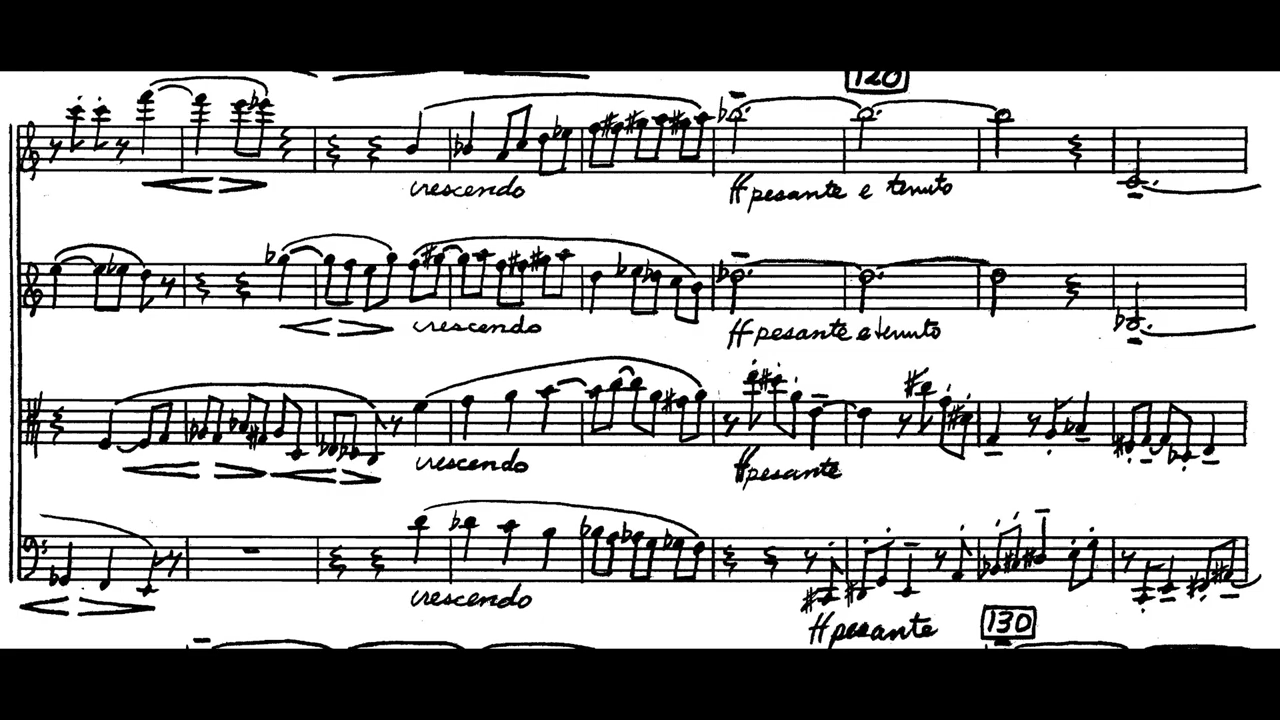 120
crescendo
ff pesante e tenuto
crescendo
ff pesante e tenuto
crescendo
ff pesante
crescendo
ff pesante
130